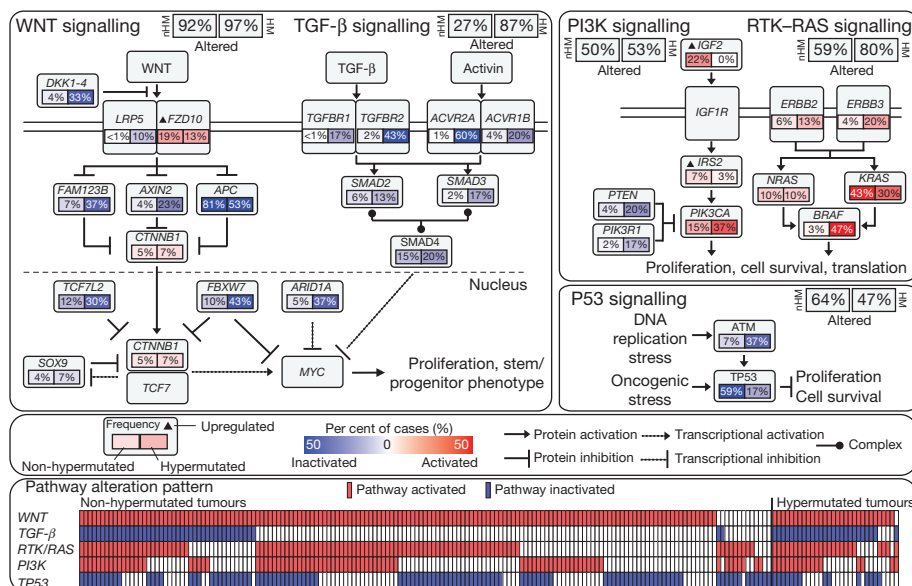 WNT signalling
nHM 92% 97% HM
Altered
TGF-β signalling
nHM 27% 87% HM
Altered
WNT
TGF-β
Activin
DKK1-4
4% 33%
LRP5 ▲FZD10
<1% 10% 19% 13%
TGFBR1 TGFBR2
<1% 17% 2% 43%
ACVR2A ACVR1B
1% 60% 4% 20%
FAM123B
7% 37%
AXIN2
4% 23%
APC
81% 53%
SMAD2
6% 13%
SMAD3
2% 17%
CTNNB1
5% 7%
SMAD4
15% 20%
Nucleus
TCF7L2
12% 30%
FBXW7
10% 43%
ARID1A
5% 37%
SOX9
4% 7%
CTNNB1
5% 7%
TCF7
MYC
Proliferation, stem/
progenitor phenotype
PI3K signalling
nHM 50% 53% HM
Altered
RTK–RAS signalling
59% 80% HM
Altered
▲IGF2
22% 0%
IGF1R
ERBB2
6% 13%
ERBB3
4% 20%
▲IRS2
7% 3%
NRAS
10% 10%
KRAS
43% 30%
PTEN
4% 20%
PIK3R1
2% 17%
PIK3CA
15% 37%
BRAF
3% 47%
Proliferation, cell survival, translation
P53 signalling
nHM 64% 47% HM
Altered
DNA
replication
stress
ATM
7% 37%
Oncogenic
stress
TP53
59% 17%
Proliferation
Cell survival
Frequency ▲ Upregulated
Non-hypermutated Hypermutated
Per cent of cases (%)
50 0 50
Inactivated Activated
Protein activation
Transcriptional activation
Complex
Protein inhibition
Transcriptional inhibition
Pathway alteration pattern
Pathway activated Pathway inactivated
Non-hypermutated tumours
Hypermutated tumours
WNT
TGF-β
RTK/RAS
PI3K
TP53